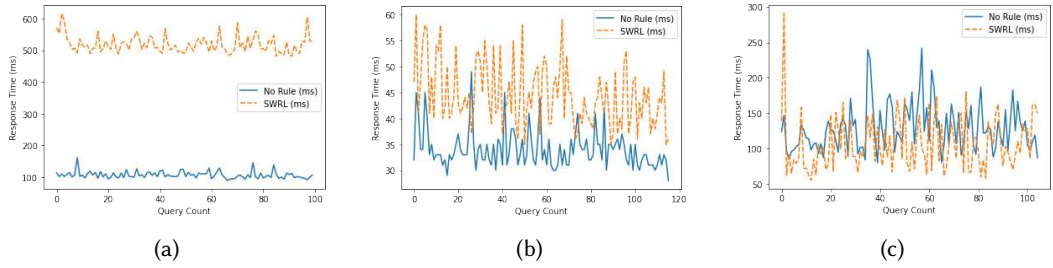 600
500
400
300
200
100
0
20
40
60
80
100
Response Time (ms)
Query Count
No Rule (ms)
SWRL (ms)
(a)
60
55
50
45
40
35
30
0
20
40
60
80
100
120
Response Time (ms)
Query Count
No Rule (ms)
SWRL (ms)
(b)
300
250
200
150
100
50
0
20
40
60
80
100
Response Time (ms)
Query Count
No Rule (ms)
SWRL (ms)
(c)